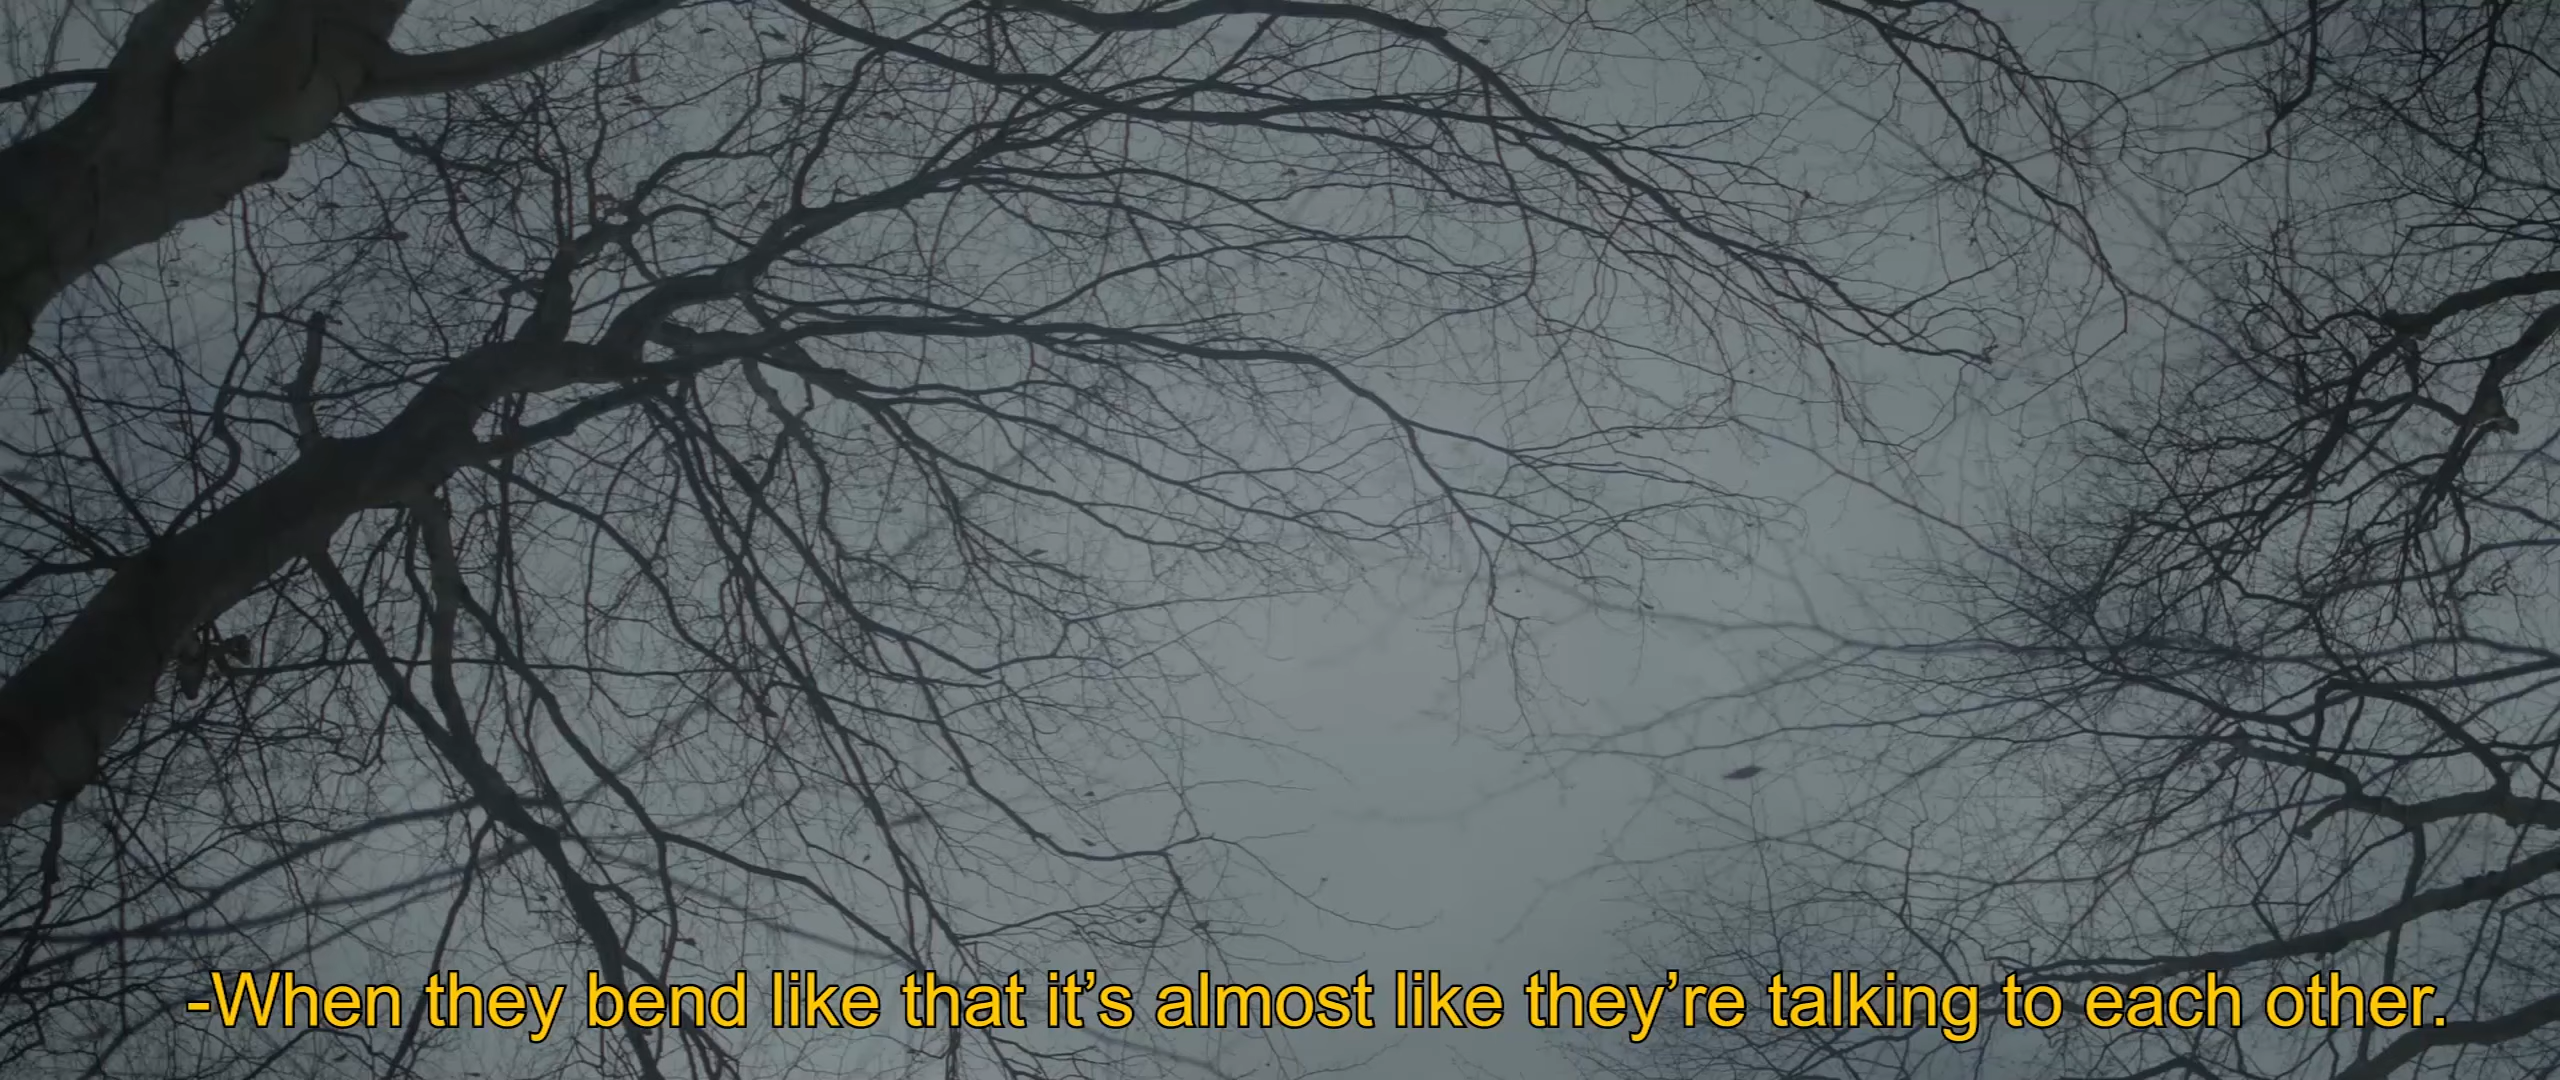 -When they bend like that it’s almost like they’re talking to each other.